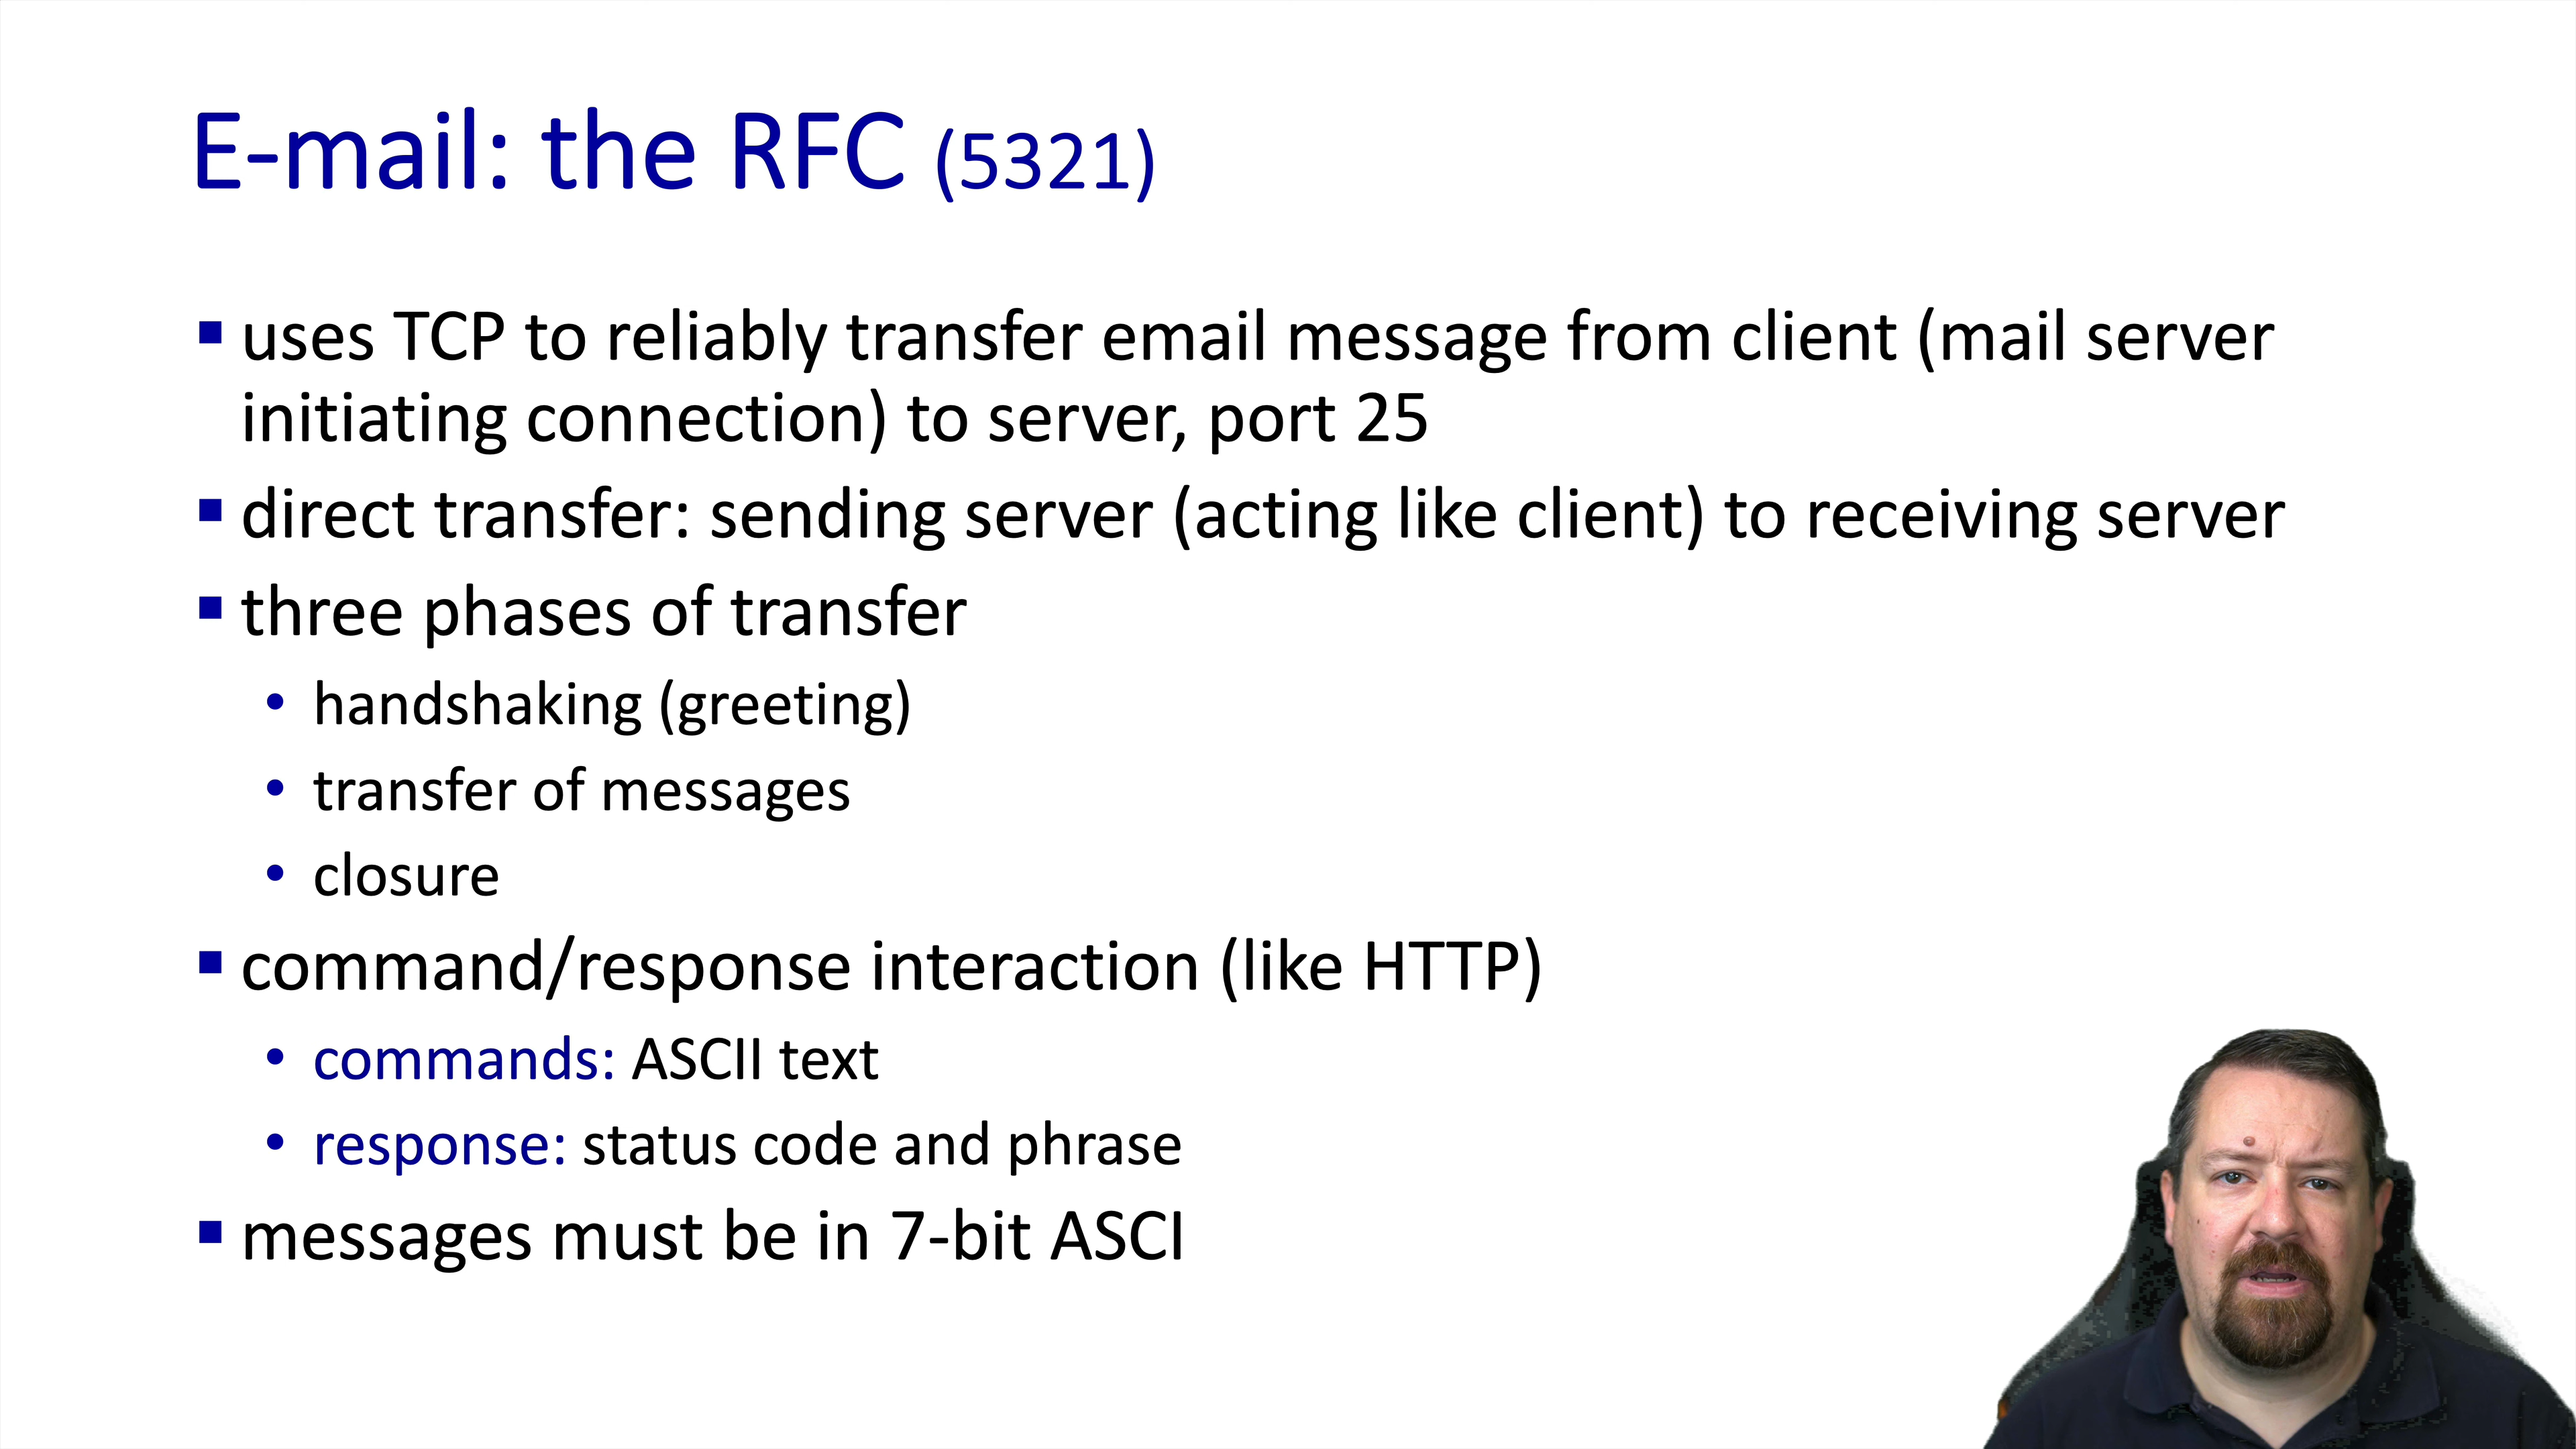 E-mail: the RFC (5321)
uses TCP to reliably transfer email message from client (mail server
initiating connection) to server, port 25
direct transfer: sending server (acting like client) to receiving server
three phases of transfer
handshaking (greeting)
transfer of messages
closure
command/response interaction (like HTTP)
commands: ASCII text
response: status code and phrase
messages must be in 7-bit ASCI